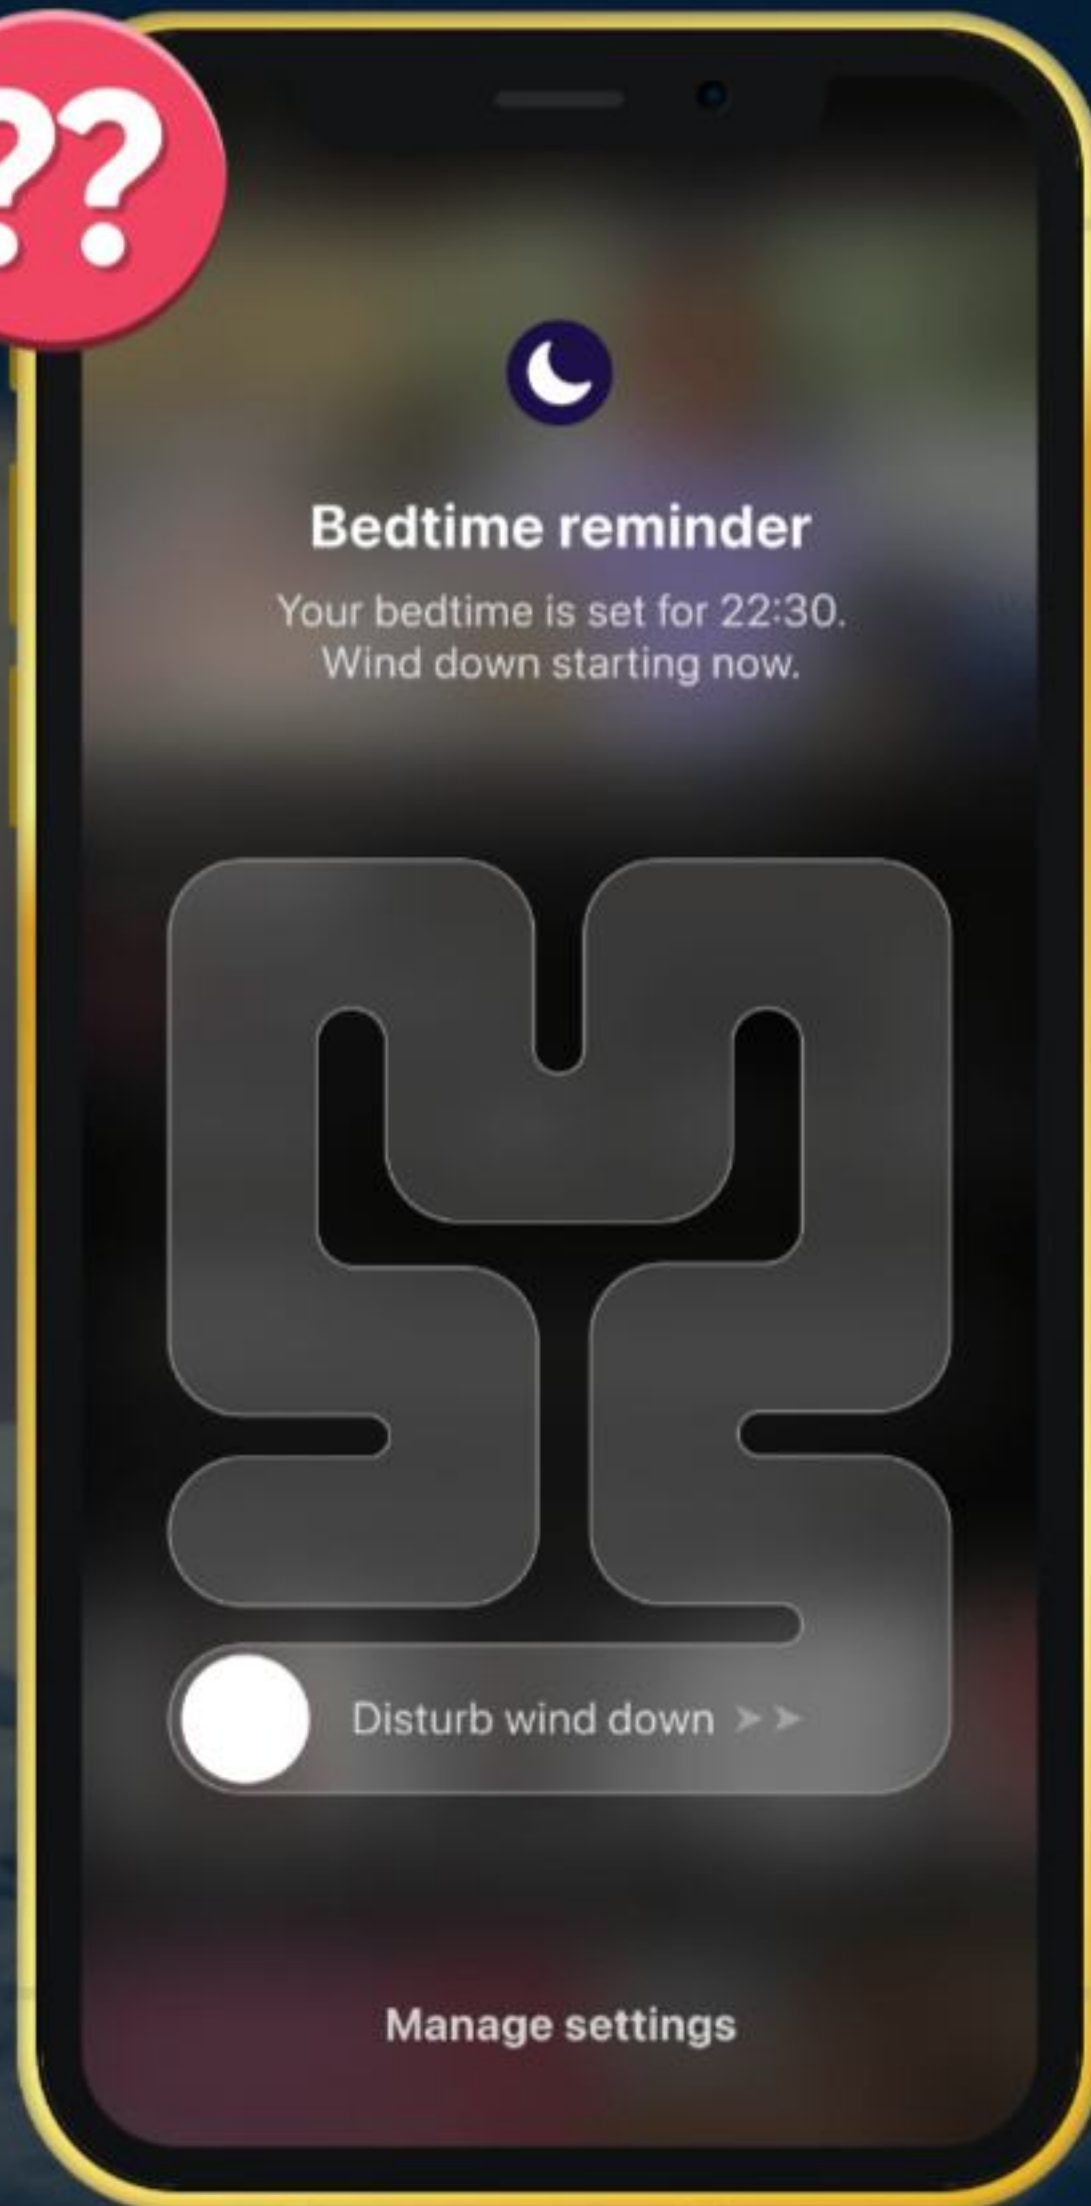 ??
Bedtime reminder
Your bedtime is set for 22:30.
Wind down starting now.
Disturb wind down
Manage settings